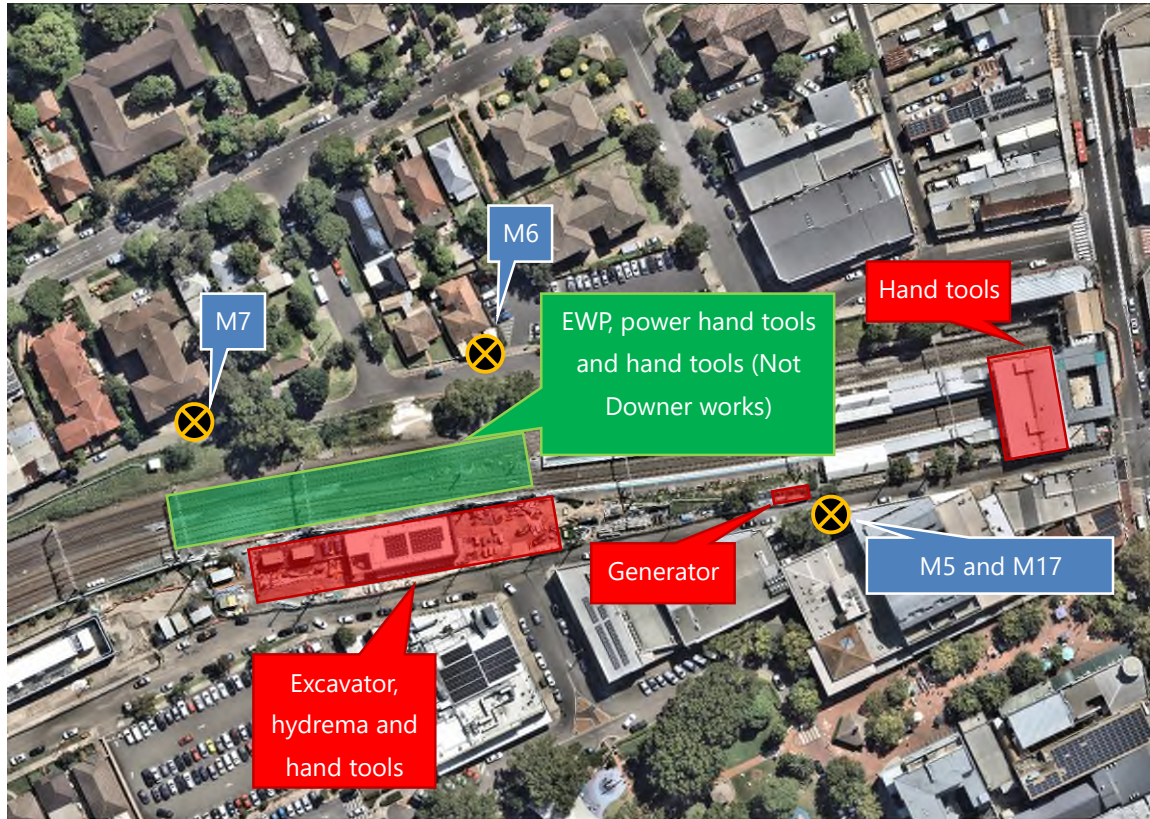 M6
Hand tools
M7
EWP, power hand tools
and hand tools (Not
Downer works)
Generator
M5 and M17
Excavator,
hydrema and
hand tools